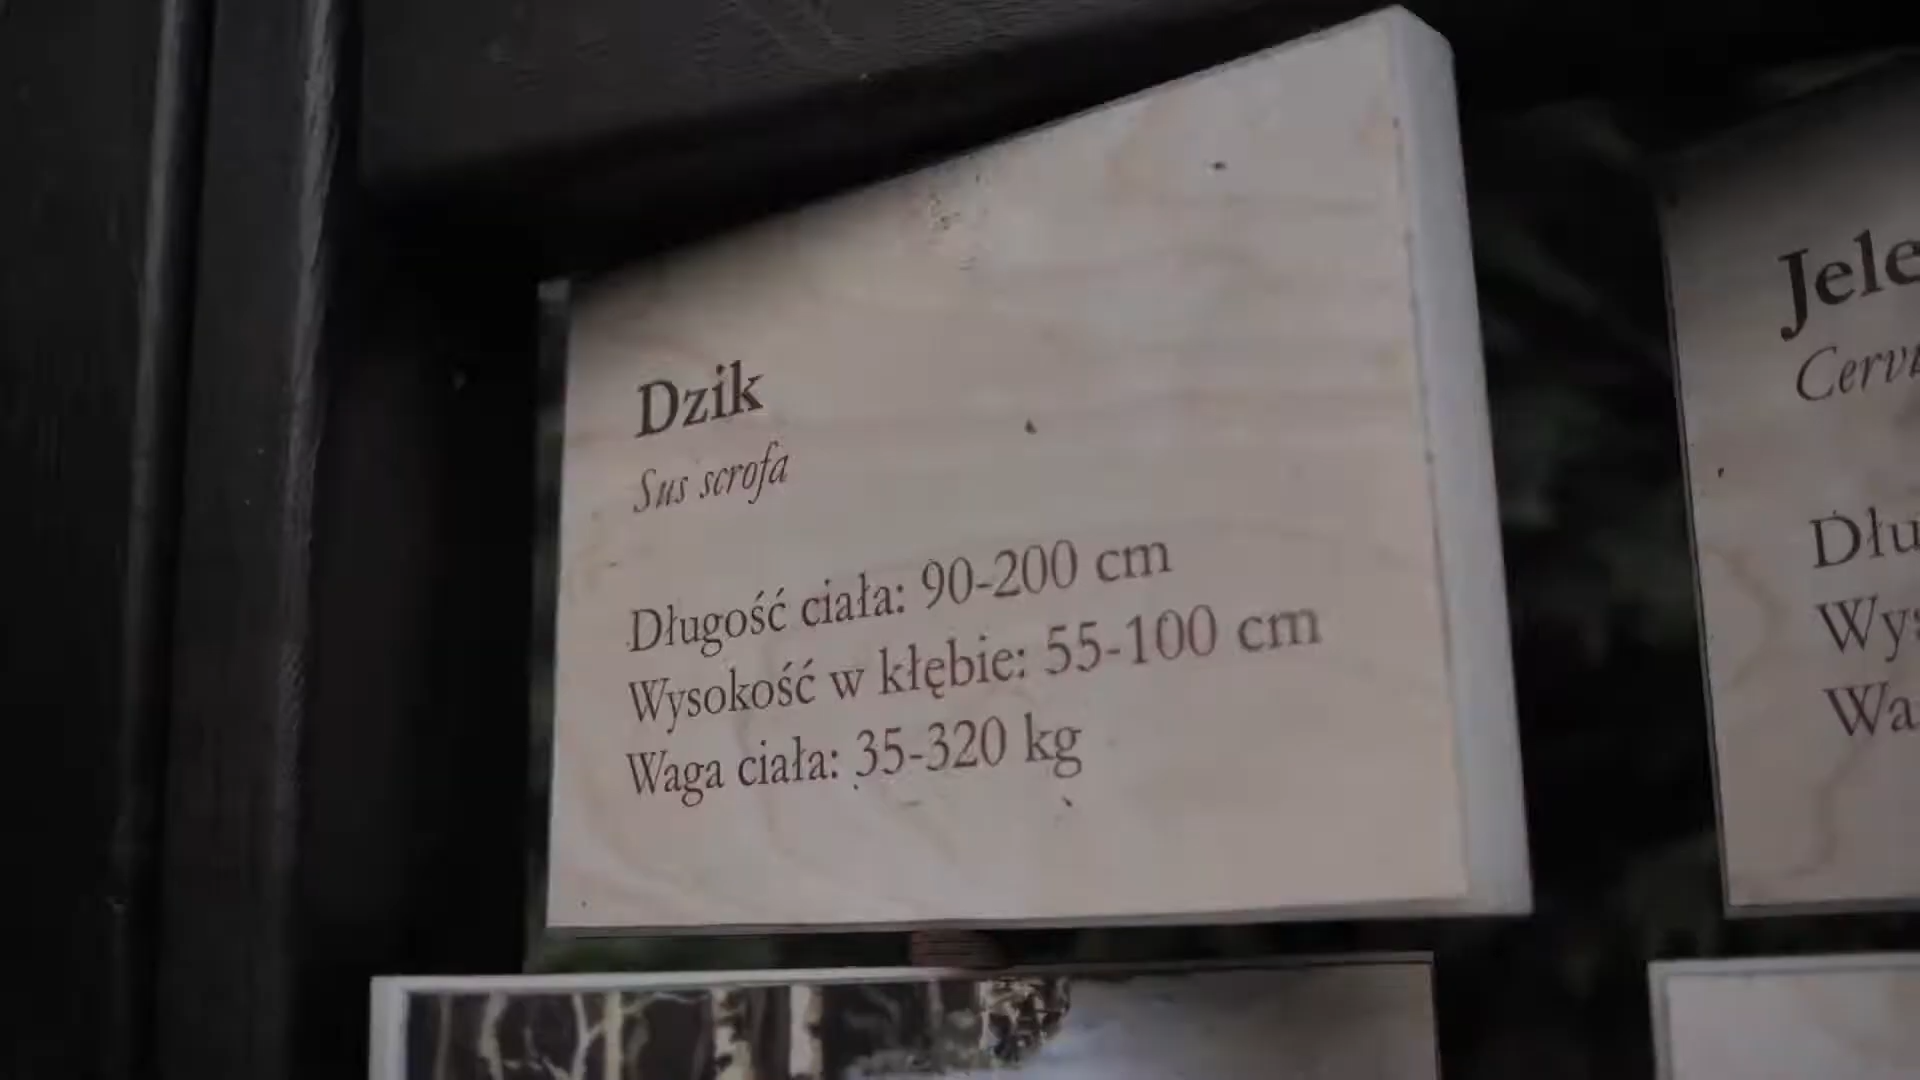 Dzik
Sus scrofa
Długość ciała: 90-200 cm
Wysokość w kłębie: 55-100 cm
Waga ciała: 35-320 kg